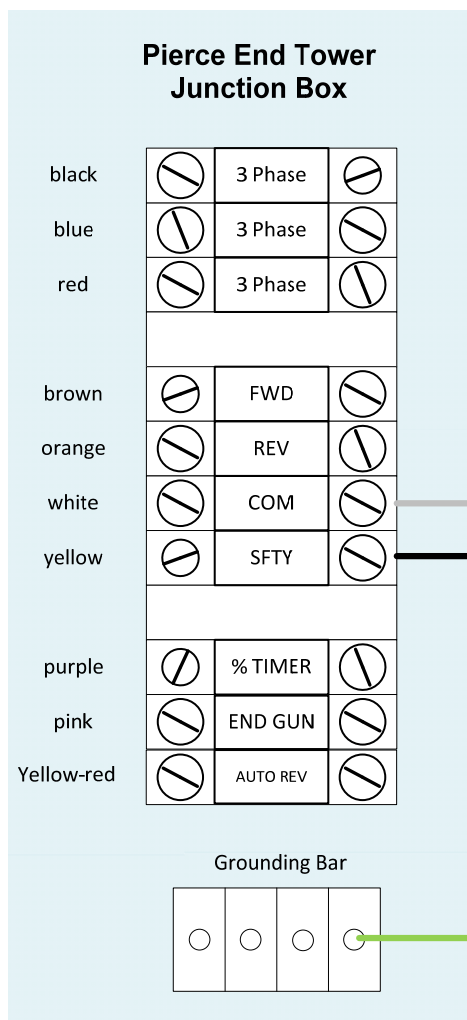 Pierce End Tower
Junction Box
black 3 Phase
blue 3 Phase
red 3 Phase
brown FWD
orange REV
white COM
yellow SFTY
purple % TIMER
pink END GUN
Yellow-red AUTO REV
Grounding Bar